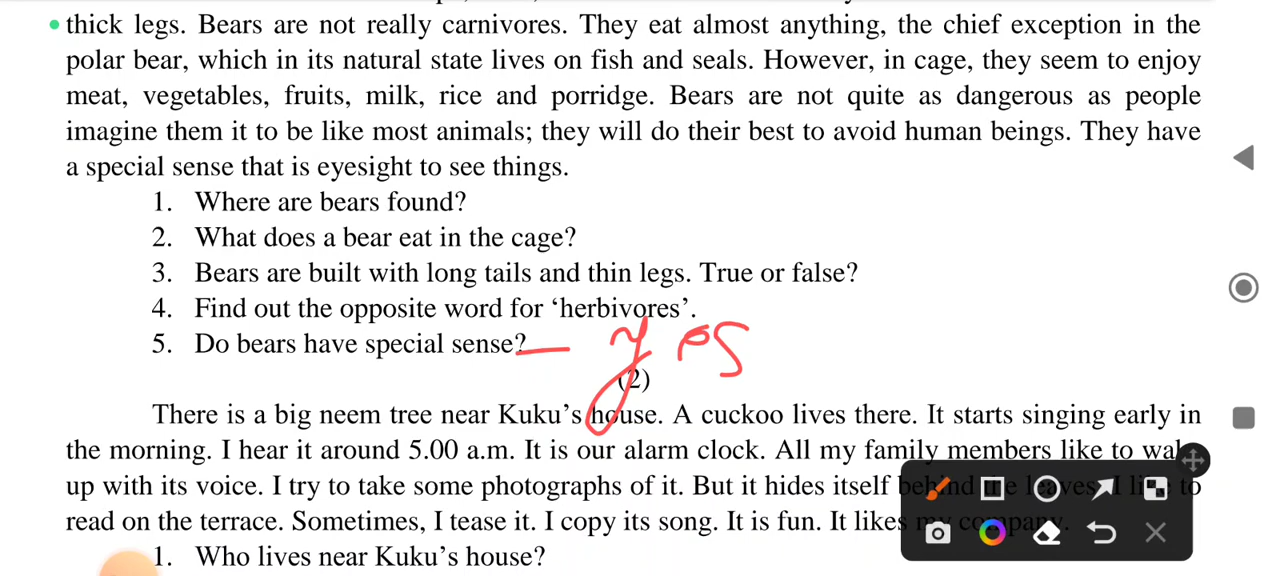 thick legs. Bears are not really carnivores. They eat almost anything, the chief exception in the
polar bear, which in its natural state lives on fish and seals. However, in cage, they seem to enjoy
meat, vegetables, fruits, milk, rice and porridge. Bears are not quite as dangerous as people
imagine them it to be like most animals; they will do their best to avoid human beings. They have
a special sense that is eyesight to see things.
1. Where are bears found?
2. What does a bear eat in the cage?
3. Bears are built with long tails and thin legs. True or false?
4. Find out the opposite word for ‘herbivores’.
5. Do bears have special sense? — yes
(2)
There is a big neem tree near Kuku’s house. A cuckoo lives there. It starts singing early in
the morning. I hear it around 5.00 a.m. It is our alarm clock. All my family members like to
up with its voice. I try to take some photographs of it. But it hides itself behind the leaves. I like to
read on the terrace. Sometimes, I tease it. I copy its song. It is fun. It likes my company.
1. Who lives near Kuku’s house?